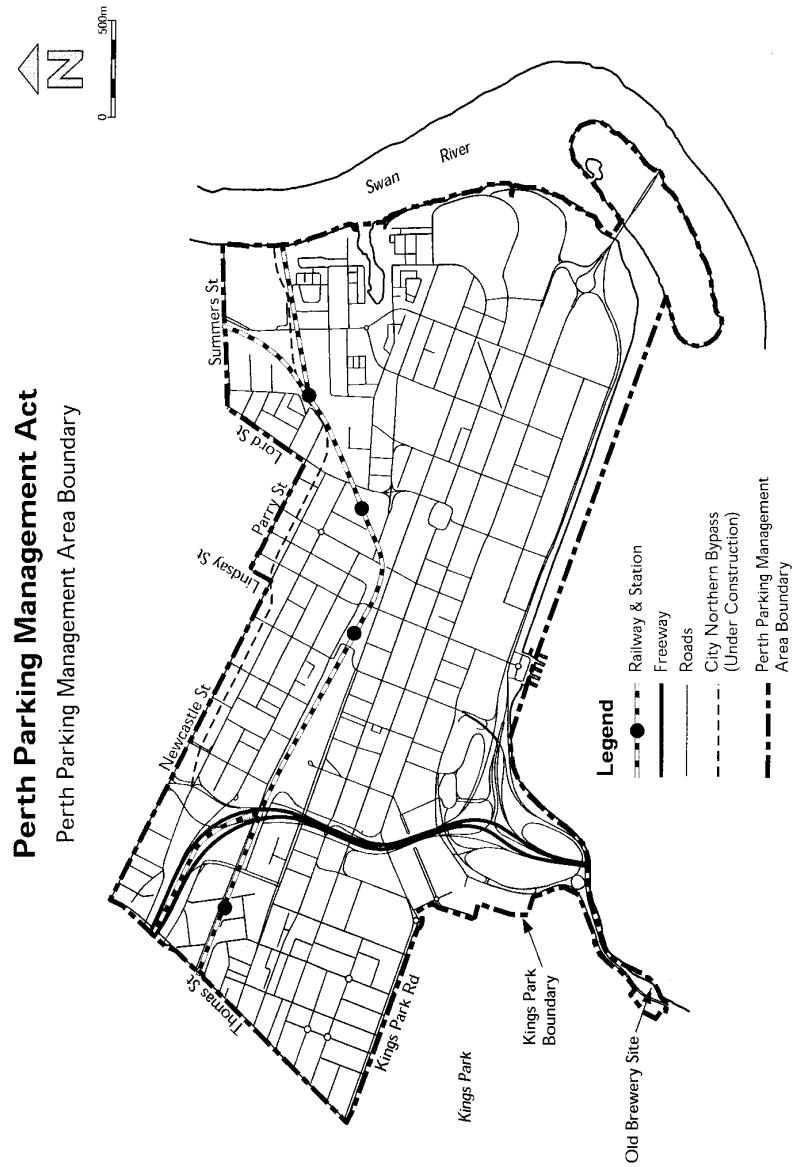 Perth Parking Management Act
Perth Parking Management Area Boundary
N
0 500m
Summers St
Lord St
Parry St
Lindsay St
Newcastle St
Thomas St
Kings Park Rd
Kings Park
Kings Park
Boundary
Old Brewery Site
Swan River
Legend
Railway & Station
Freeway
Roads
City Northern Bypass
(Under Construction)
Perth Parking Management
Area Boundary